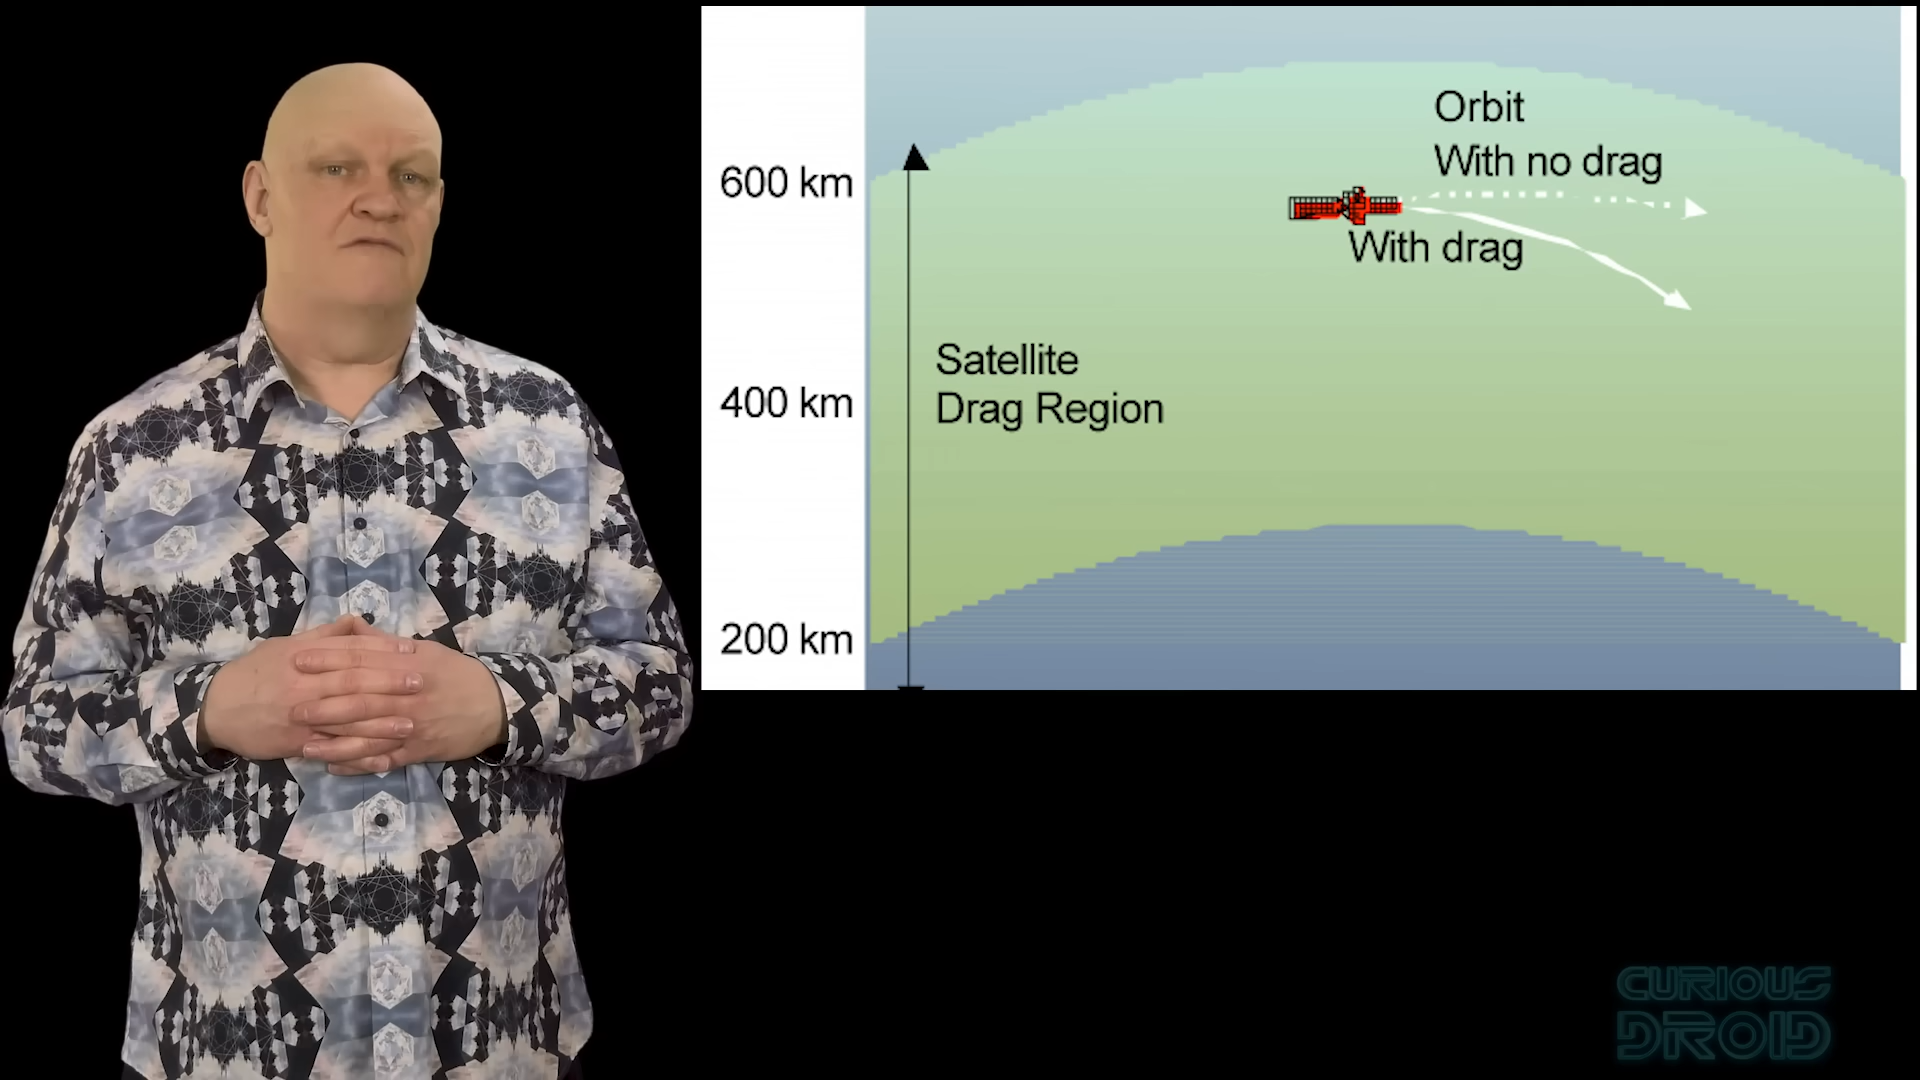 600 km
400 km
200 km
Orbit
With no drag
With drag
Satellite
Drag Region
CURIOUS
DROID